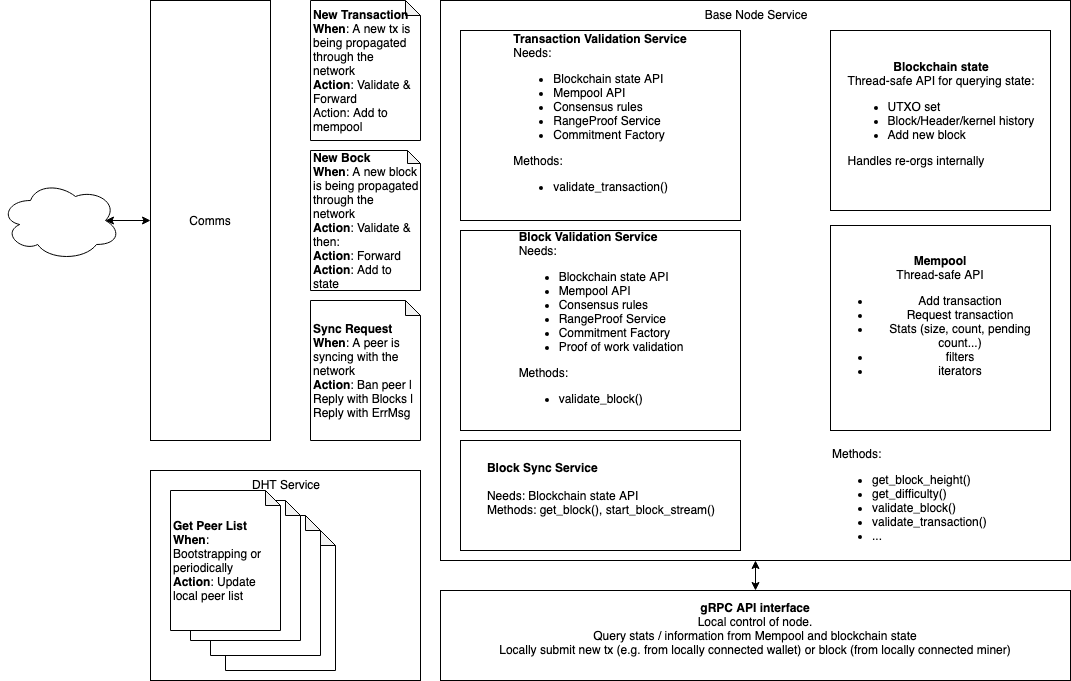 Comms
New Transaction
When: A new tx is
being propagated
through the
network
Action: Validate &
Forward
Action: Add to
mempool
New Bock
When: A new block
is being propagated
through the
network
Action: Validate &
then:
Action: Forward
Action: Add to
state
Sync Request
When: A peer is
syncing with the
network
Action: Ban peer |
Reply with Blocks |
Reply with ErrMsg
DHT Service
Get Peer List
When:
Bootstrapping or
periodically
Action: Update
local peer list
Base Node Service
Transaction Validation Service
Needs:
• Blockchain state API
• Mempool API
• Consensus rules
• RangeProof Service
• Commitment Factory
Methods:
• validate_transaction()
Block Validation Service
Needs:
• Blockchain state API
• Mempool API
• Consensus rules
• RangeProof Service
• Commitment Factory
• Proof of work validation
Methods:
• validate_block()
Block Sync Service
Needs: Blockchain state API
Methods: get_block(), start_block_stream()
Blockchain state
Thread-safe API for querying state:
• UTXO set
• Block/Header/kernel history
• Add new block
Handles re-orgs internally
Mempool
Thread-safe API
• Add transaction
• Request transaction
• Stats (size, count, pending
count...)
• filters
• iterators
Methods:
• get_block_height()
• get_difficulty()
• validate_block()
• validate_transaction()
• ...
gRPC API interface
Local control of node.
Query stats / information from Mempool and blockchain state
Locally submit new tx (e.g. from locally connected wallet) or block (from locally connected miner)